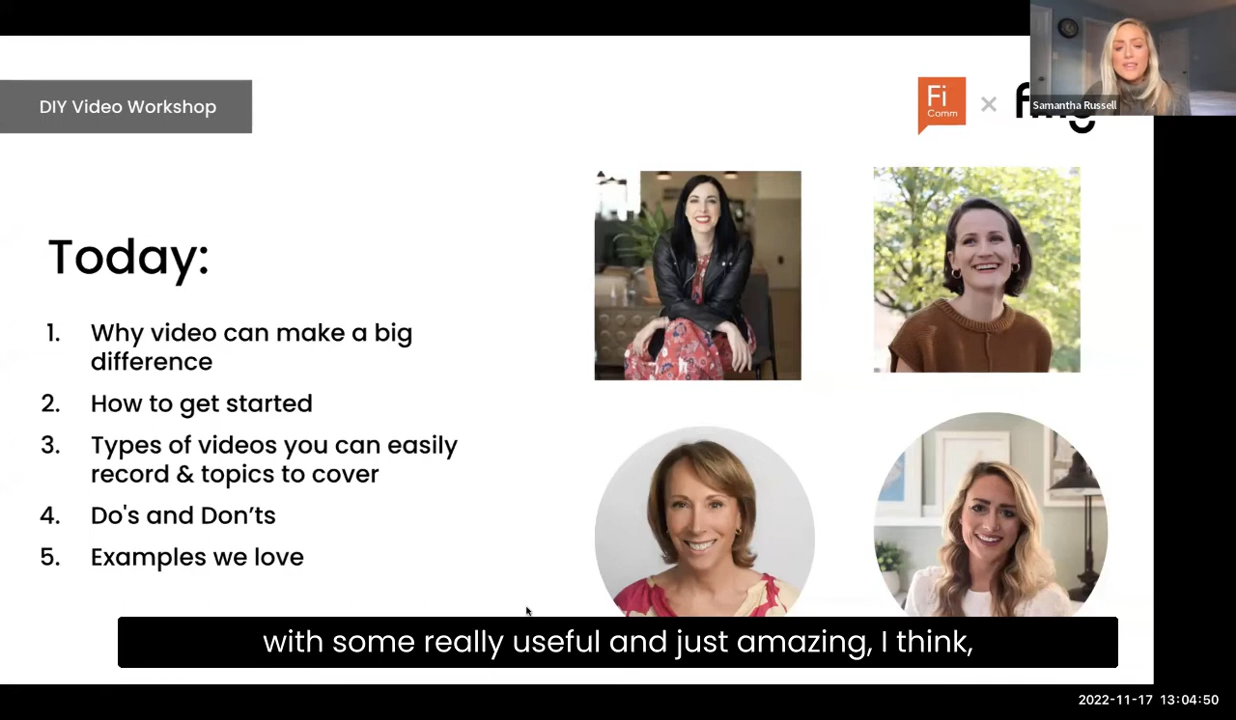 DIY Video Workshop
Fi
Comm
×
Samantha Russell
Today:
1. Why video can make a big
difference
2. How to get started
3. Types of videos you can easily
record & topics to cover
4. Do's and Don’ts
5. Examples we love
with some really useful and just amazing, I think,
2022-11-17 13:04:50